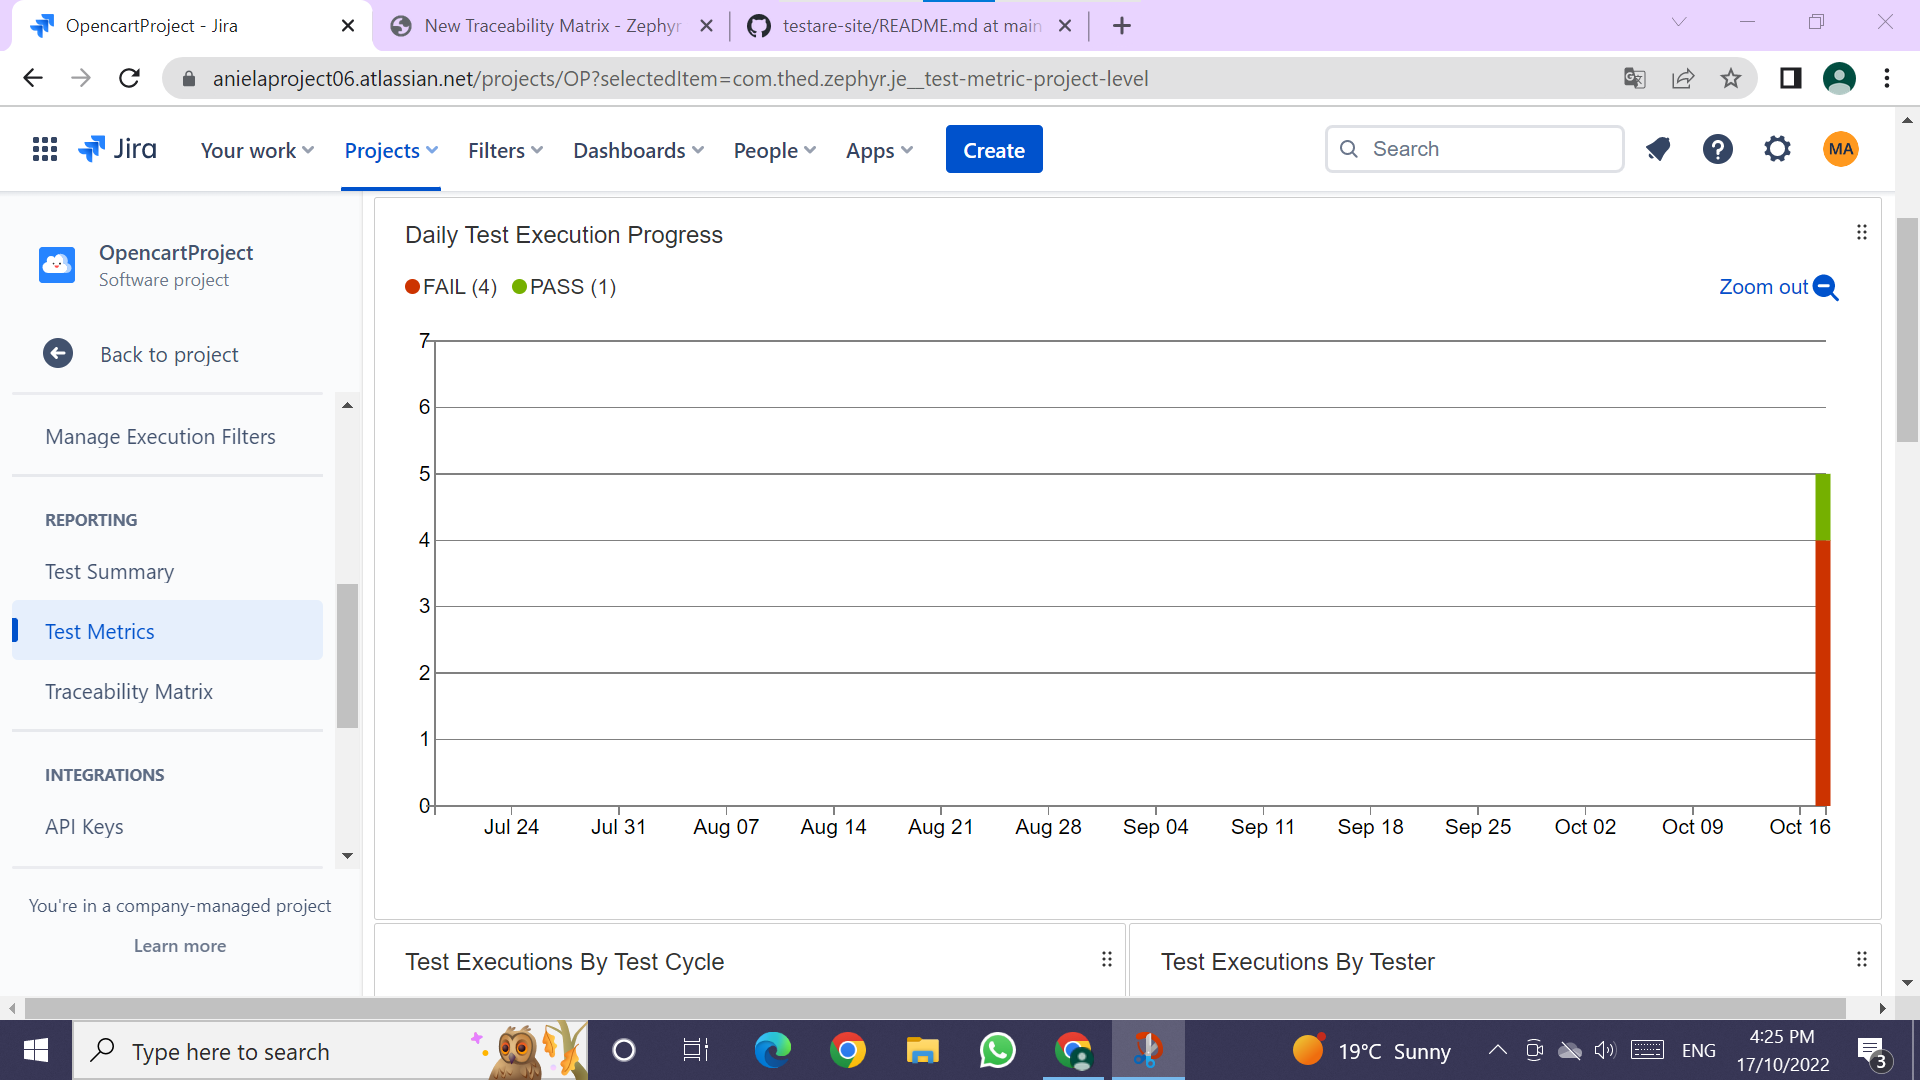 OpencartProject - Jira
New Traceability Matrix - Zephyr
testare-site/README.md at main
anielaproject06.atlassian.net/projects/OP?selectedItem=com.thed.zephyr.je__test-metric-project-level
Jira
Your work
Projects
Filters
Dashboards
People
Apps
Create
Search
MA
OpencartProject
Software project
Back to project
Manage Execution Filters
REPORTING
Test Summary
Test Metrics
Traceability Matrix
INTEGRATIONS
API Keys
You're in a company-managed project
Learn more
Daily Test Execution Progress
FAIL (4) PASS (1)
Zoom out
7
6
5
4
3
2
1
0
Jul 24 Jul 31 Aug 07 Aug 14 Aug 21 Aug 28 Sep 04 Sep 11 Sep 18 Sep 25 Oct 02 Oct 09 Oct 16
Test Executions By Test Cycle
Test Executions By Tester
Type here to search
19°C Sunny
ENG
4:25 PM
17/10/2022
3